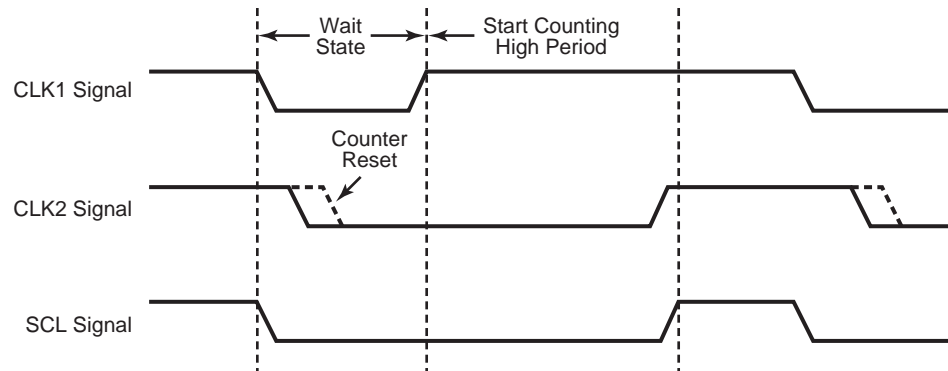 Wait
State
Start Counting
High Period
CLK1 Signal
Counter
Reset
CLK2 Signal
SCL Signal